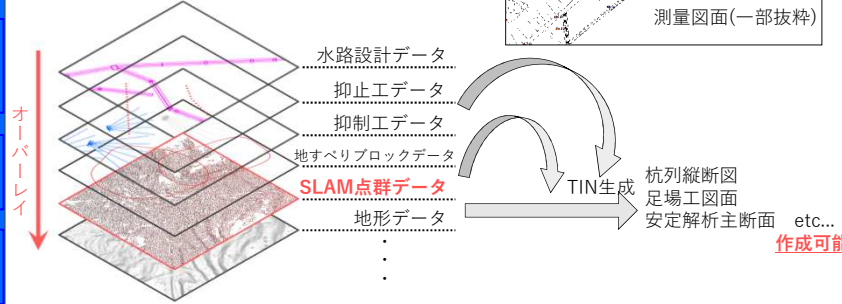 測量図面(一部抜粋)
水路設計データ
抑止工データ
抑制工データ
地すべりブロックデータ
SLAM点群データ
地形データ
・
・
・
オーバーレイ
TIN生成
杭列縦断図
足場工図面
安定解析主断面 etc...
作成可能